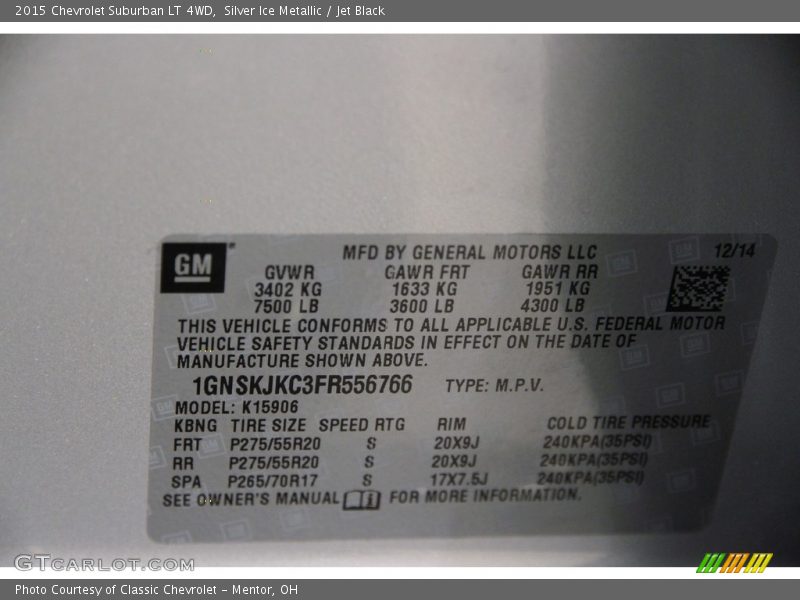 2015 Chevrolet Suburban LT 4WD,  Silver Ice Metallic / Jet Black
GM
MFD BY GENERAL MOTORS LLC 12/14
GVWR GAWR FRT GAWR RR
3402 KG 1633 KG 1951 KG
7500 LB 3600 LB 4300 LB
THIS VEHICLE CONFORMS TO ALL APPLICABLE U.S. FEDERAL MOTOR
VEHICLE SAFETY STANDARDS IN EFFECT ON THE DATE OF
MANUFACTURE SHOWN ABOVE.
1GNSKJKC3FR556766 TYPE: M.P.V.
MODEL: K15906
KBNG TIRE SIZE SPEED RTG RIM COLD TIRE PRESSURE
FRT P275/55R20 S 20X9J 240KPA(35PSI)
RR P275/55R20 S 20X9J 240KPA(35PSI)
SPA P265/70R17 S 17X7.5J 240KPA(35PSI)
SEE OWNER'S MANUAL FOR MORE INFORMATION.
GTCarlot.com
Photo Courtesy of Classic Chevrolet - Mentor, OH